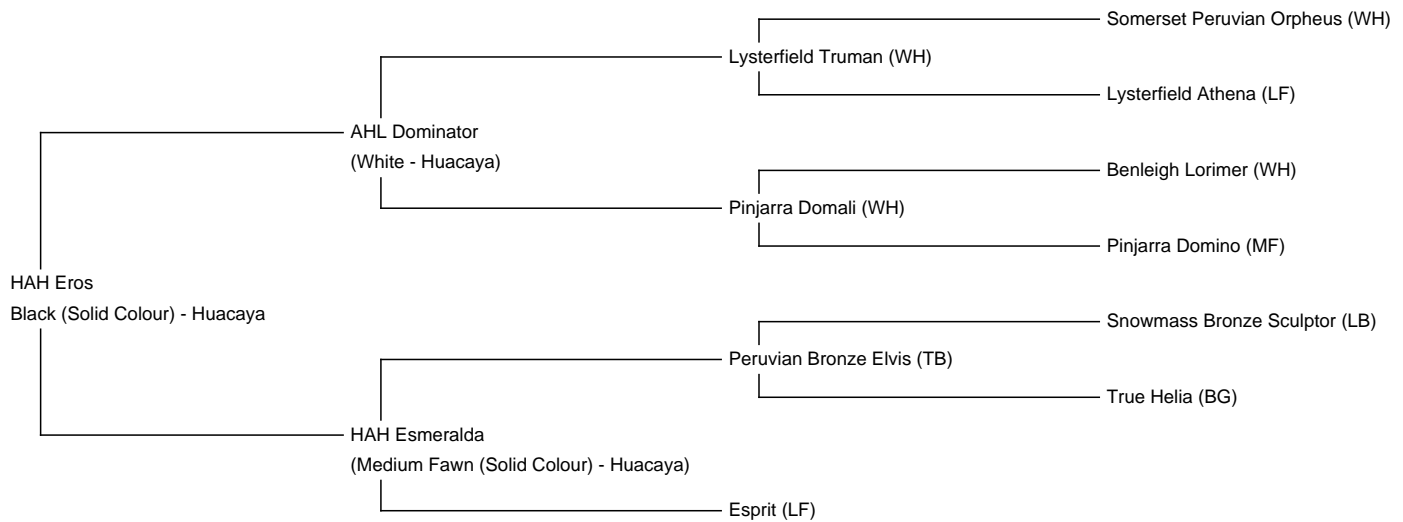 Somerset Peruvian Orpheus (WH)
Lysterfield Truman (WH)
Lysterfield Athena (LF)
AHL Dominator
(White - Huacaya)
Benleigh Lorimer (WH)
Pinjarra Domali (WH)
Pinjarra Domino (MF)
HAH Eros
Black (Solid Colour) - Huacaya
Snowmass Bronze Sculptor (LB)
Peruvian Bronze Elvis (TB)
True Helia (BG)
HAH Esmeralda
(Medium Fawn (Solid Colour) - Huacaya)
Esprit (LF)